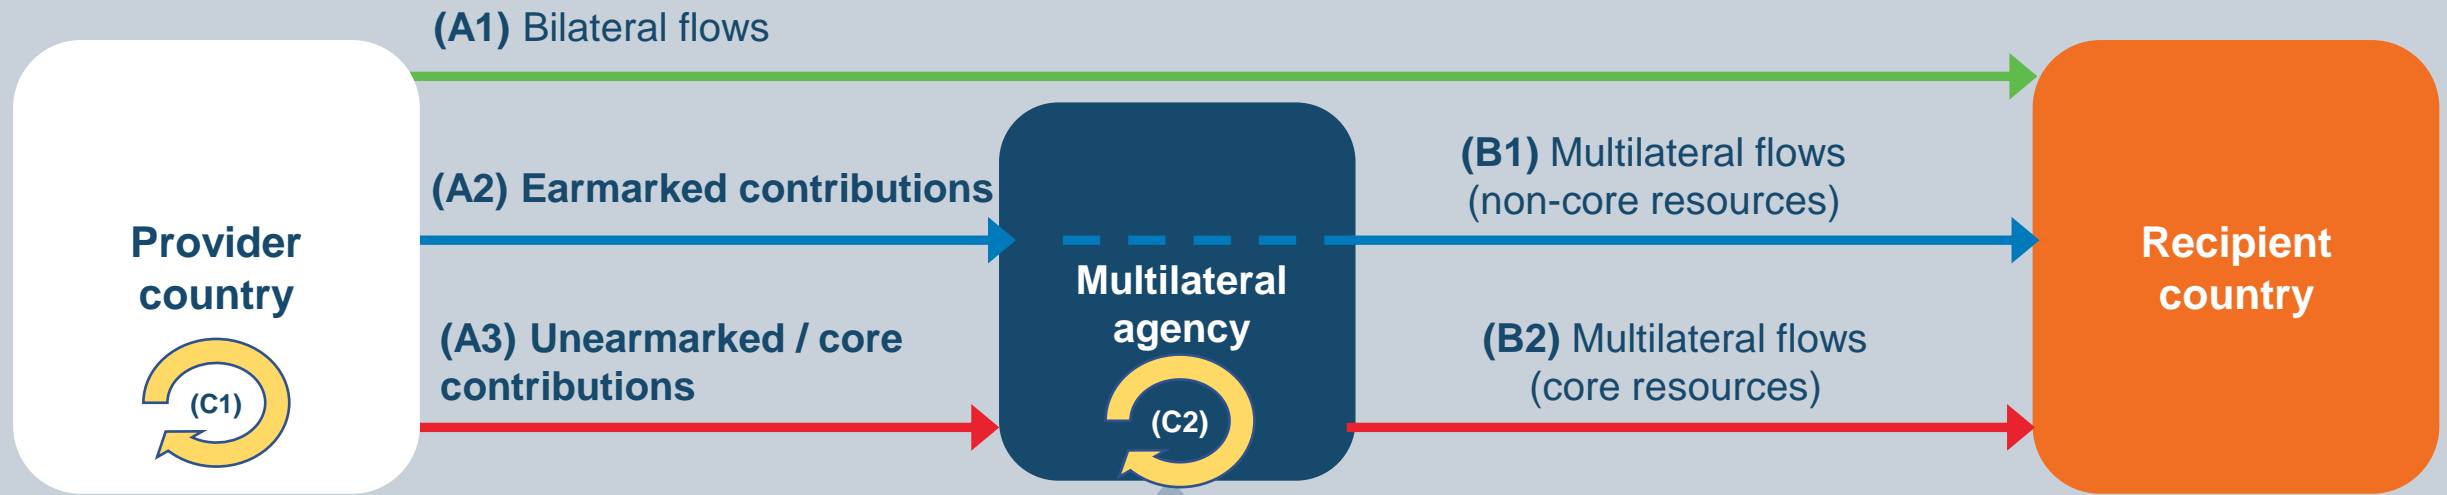 (A1) Bilateral flows
(A2) Earmarked contributions
(B1) Multilateral flows
(non-core resources)
Provider
country
Multilateral
agency
Recipient
country
(A3) Unearmarked / core
contributions
(B2) Multilateral flows
(core resources)
(C1)
(C2)